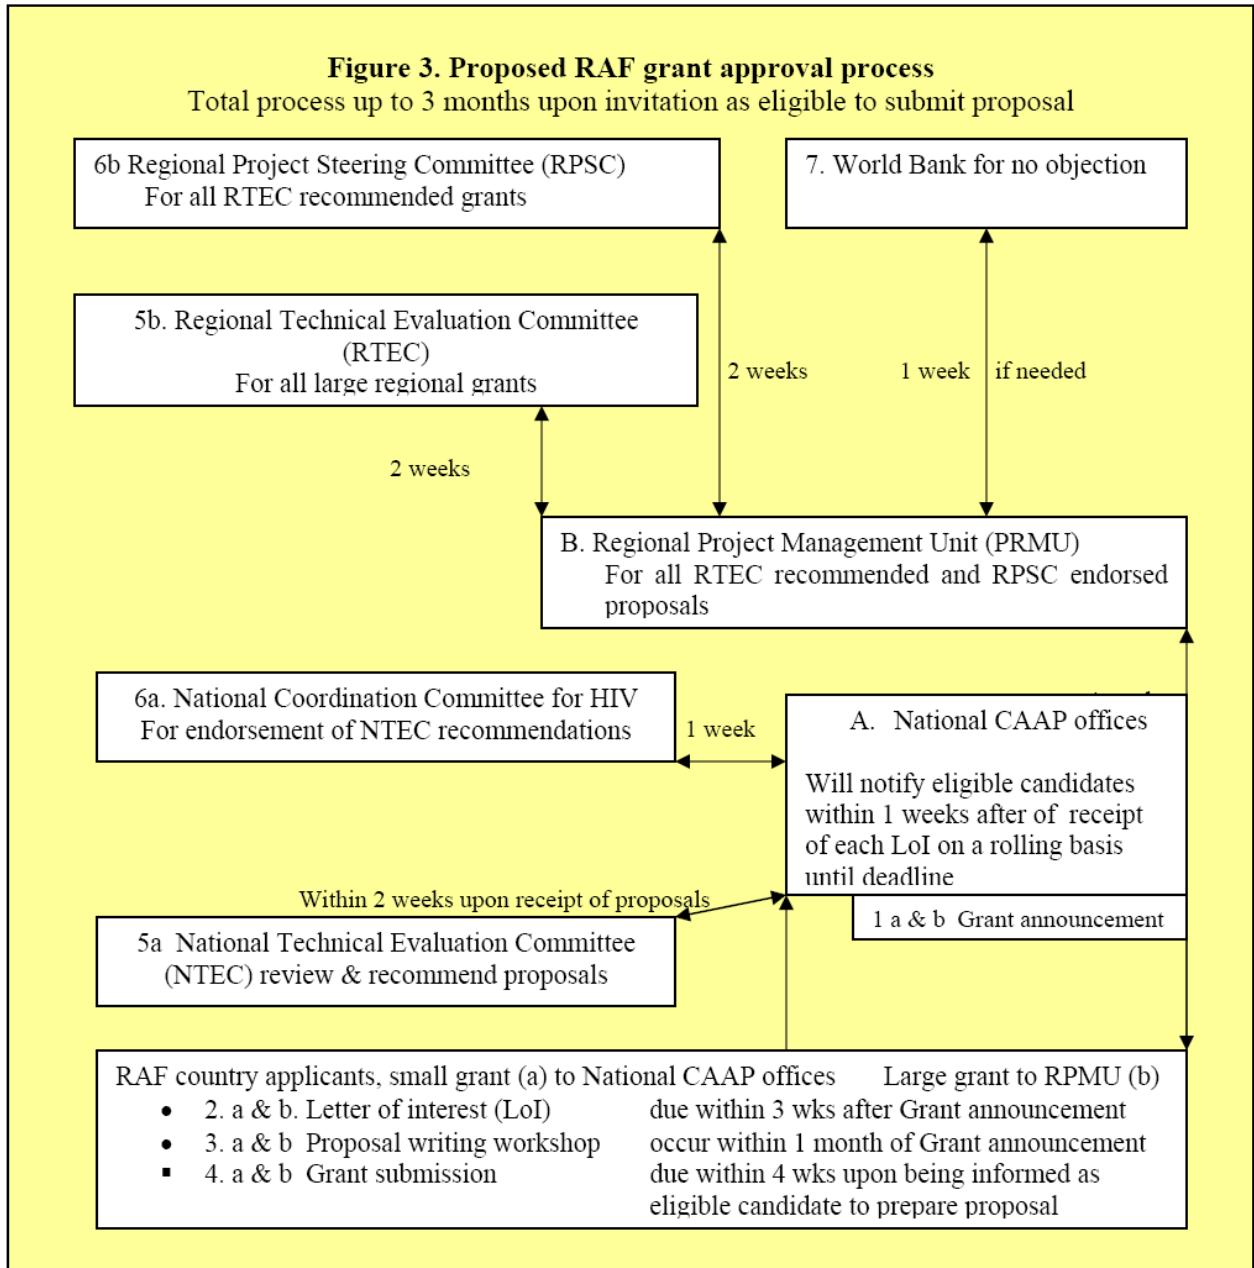 Figure 3. Proposed RAF grant approval process
Total process up to 3 months upon invitation as eligible to submit proposal
6b Regional Project Steering Committee (RPSC)
For all RTEC recommended grants
7. World Bank for no objection
5b. Regional Technical Evaluation Committee
(RTEC)
For all large regional grants
2 weeks
1 week
if needed
2 weeks
B. Regional Project Management Unit (PRMU)
For all RTEC recommended and RPSC endorsed
proposals
6a. National Coordination Committee for HIV
For endorsement of NTEC recommendations
1 week
A. National CAAP offices
Will notify eligible candidates
within 1 weeks after of receipt
of each LoI on a rolling basis
until deadline
Within 2 weeks upon receipt of proposals
1 a & b Grant announcement
5a National Technical Evaluation Committee
(NTEC) review & recommend proposals
RAF country applicants, small grant (a) to National CAAP offices Large grant to RPMU (b)
• 2. a & b. Letter of interest (LoI) due within 3 wks after Grant announcement
• 3. a & b Proposal writing workshop occur within 1 month of Grant announcement
▪ 4. a & b Grant submission due within 4 wks upon being informed as
eligible candidate to prepare proposal